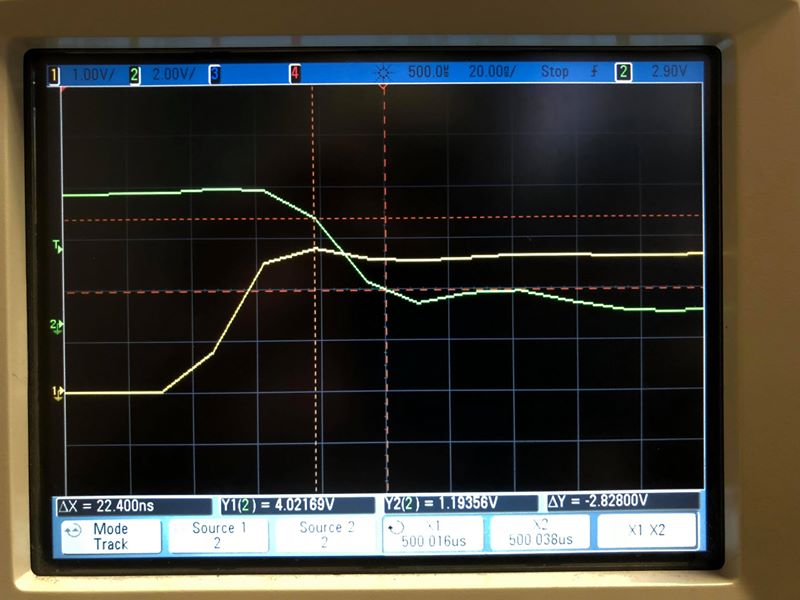 1 1.00V/ 2 2.00V/ 3 4 500.0 20.00 / Stop 2 2.90V
T
2
1
ΔX = 22.400ns Y1(2) = 4.02169V Y2(2) = 1.19356V ΔY = -2.82800V
Mode Source 1 Source 2 X1 X2 X1 X2
Track 2 2 500.016us 500.038us